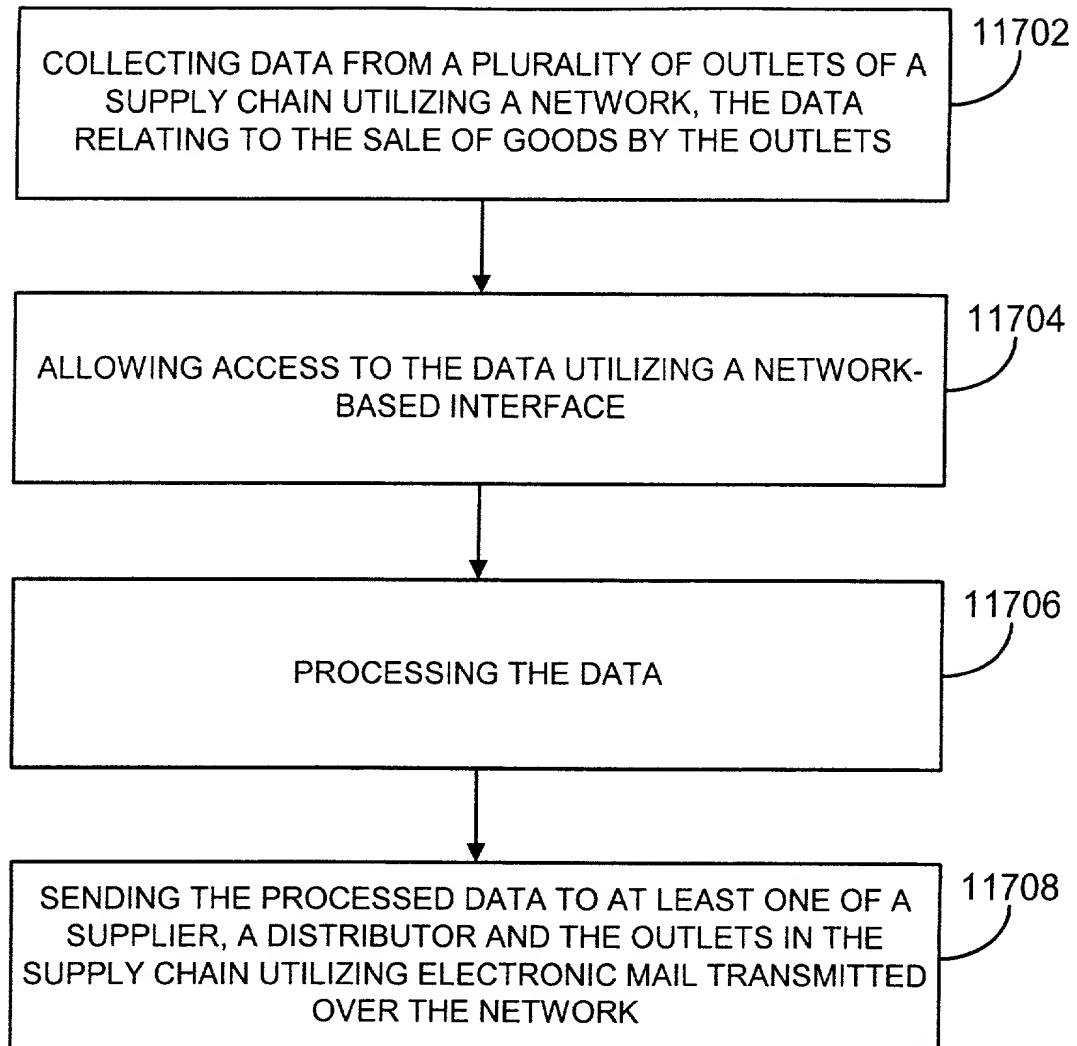 11702
COLLECTING DATA FROM A PLURALITY OF OUTLETS OF A
SUPPLY CHAIN UTILIZING A NETWORK, THE DATA
RELATING TO THE SALE OF GOODS BY THE OUTLETS
11704
ALLOWING ACCESS TO THE DATA UTILIZING A NETWORK-
BASED INTERFACE
11706
PROCESSING THE DATA
11708
SENDING THE PROCESSED DATA TO AT LEAST ONE OF A
SUPPLIER, A DISTRIBUTOR AND THE OUTLETS IN THE
SUPPLY CHAIN UTILIZING ELECTRONIC MAIL TRANSMITTED
OVER THE NETWORK